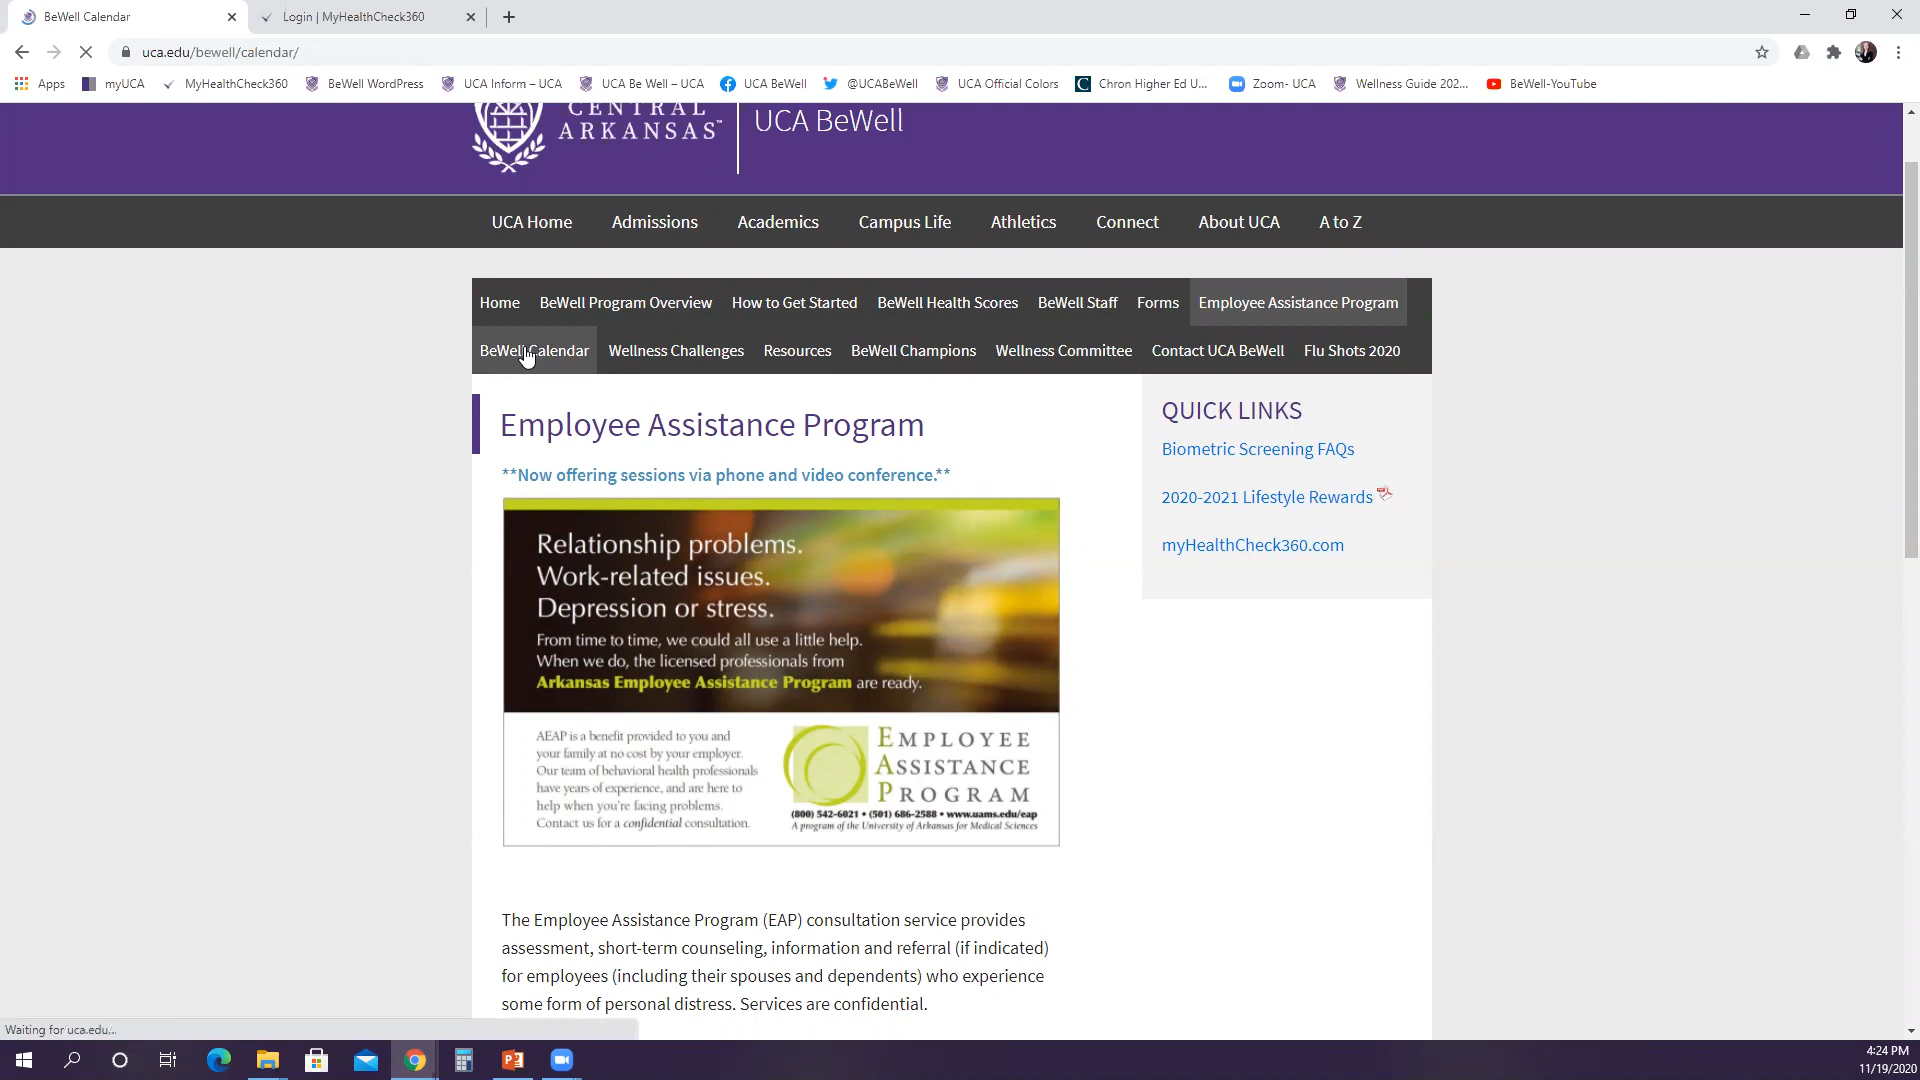 BeWell Calendar
Login | MyHealthCheck360
uca.edu/bewell/calendar/
Apps myUCA MyHealthCheck360 BeWell WordPress UCA Inform – UCA UCA Be Well – UCA UCA BeWell @UCABeWell UCA Official Colors Chron Higher Ed U... Zoom- UCA Wellness Guide 202... BeWell-YouTube
CENTRAL
ARKANSAS™
UCA BeWell
UCA Home Admissions Academics Campus Life Athletics Connect About UCA A to Z
Home BeWell Program Overview How to Get Started BeWell Health Scores BeWell Staff Forms Employee Assistance Program
BeWell Calendar Wellness Challenges Resources BeWell Champions Wellness Committee Contact UCA BeWell Flu Shots 2020
Employee Assistance Program
**Now offering sessions via phone and video conference.**
Relationship problems.
Work-related issues.
Depression or stress.
From time to time, we could all use a little help.
When we do, the licensed professionals from
Arkansas Employee Assistance Program are ready.
AEAP is a benefit provided to you and
your family at no cost by your employer.
Our team of behavioral health professionals
have years of experience, and are here to
help when you're facing problems.
Contact us for a confidential consultation.
EMPLOYEE
ASSISTANCE
PROGRAM
(800) 542-6021 • (501) 686-2588 • www.uams.edu/eap
A program of the University of Arkansas for Medical Sciences
The Employee Assistance Program (EAP) consultation service provides
assessment, short-term counseling, information and referral (if indicated)
for employees (including their spouses and dependents) who experience
some form of personal distress. Services are confidential.
QUICK LINKS
Biometric Screening FAQs
2020-2021 Lifestyle Rewards
myHealthCheck360.com
Waiting for uca.edu...
4:24 PM
11/19/2020